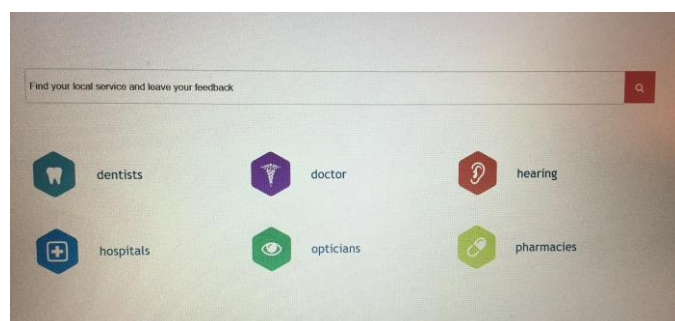 Find your local service and leave your feedback
dentists
doctor
hearing
hospitals
opticians
pharmacies